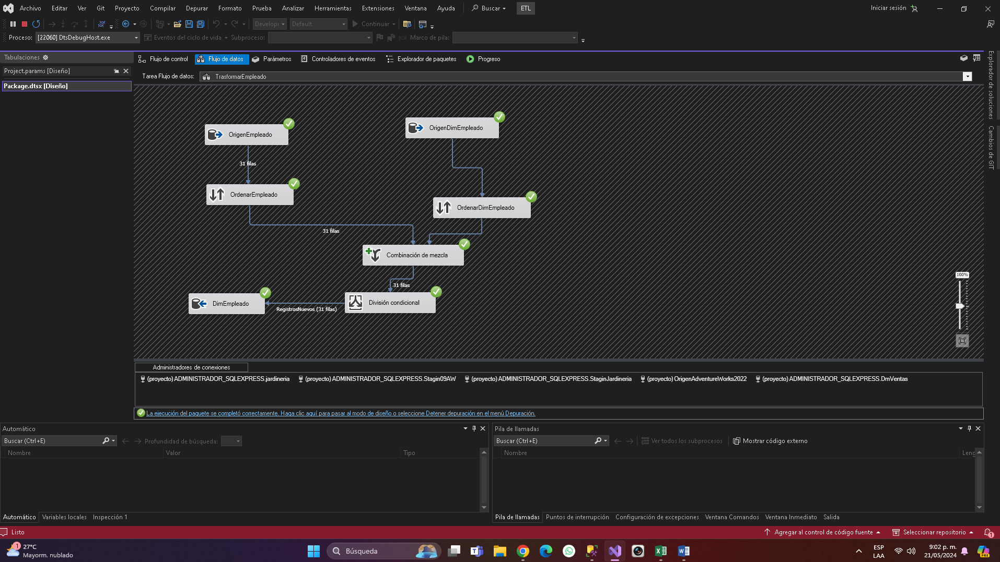 Archivo Editar Ver Git Proyecto Compilar Depurar Formato Prueba Analizar Herramientas Extensiones Ventana Ayuda Buscar ETL Iniciar sesión
Developi Default Continuar
Proceso: [22060] DtsDebugHost.exe Eventos del ciclo de vida Subproceso: Marco de pila:
Tabulaciones
Project.params [Diseño]
Package.dtsx [Diseño]
Flujo de control Flujo de datos Parámetros Controladores de eventos Explorador de paquetes Progreso
Tarea Flujo de datos: TrasformarEmpleado
Explorador de soluciones
Cambios de GIT
OrigenEmpleado
OrigenDimEmpleado
31 filas
OrdenarEmpleado
OrdenarDimEmpleado
31 filas
Combinación de mezcla
31 filas
DimEmpleado
RegistrosNuevos (31 filas)
División condicional
100%
Administradores de conexiones
(proyecto) ADMINISTRADOR_SQLEXPRESS.jardineria (proyecto) ADMINISTRADOR_SQLEXPRESS.Stagin09AW (proyecto) ADMINISTRADOR_SQLEXPRESS.StaginJardineria (proyecto) OrigenAdventureWorks2022 (proyecto) ADMINISTRADOR_SQLEXPRESS.DmVentas
La ejecución del paquete se completó correctamente. Haga clic aquí para pasar al modo de diseño o seleccione Detener depuración en el menú Depuración.
Automático
Buscar (Ctrl+E) Profundidad de búsqueda:
Nombre Valor Tipo
Automático Variables locales Inspección 1
Pila de llamadas
Buscar (Ctrl+E) Ver todos los subprocesos Mostrar código externo
Nombre Leng
Pila de llamadas Puntos de interrupción Configuración de excepciones Ventana Comandos Ventana Inmediato Salida
Listo Agregar al control de código fuente Seleccionar repositorio 1
1 27°C
Mayorm. nublado
Búsqueda
ESP
LAA
9:02 p. m.
21/05/2024
PRE